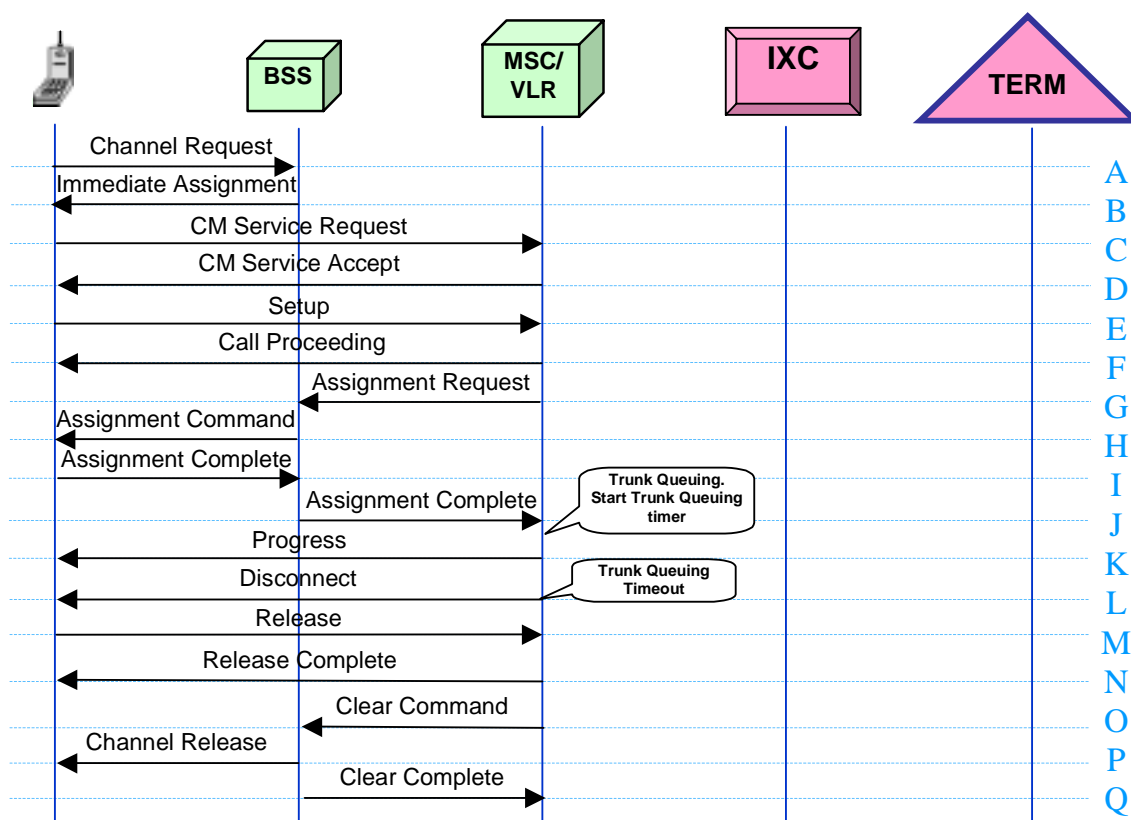 BSS
MSC/
VLR
IXC
TERM
Channel Request
A
Immediate Assignment
B
CM Service Request
C
CM Service Accept
D
Setup
E
Call Proceeding
F
Assignment Request
G
Assignment Command
H
Assignment Complete
I
Trunk Queuing.
Start Trunk Queuing
timer
Assignment Complete
J
Progress
K
Trunk Queuing
Timeout
Disconnect
L
Release
M
Release Complete
N
Clear Command
O
Channel Release
P
Clear Complete
Q